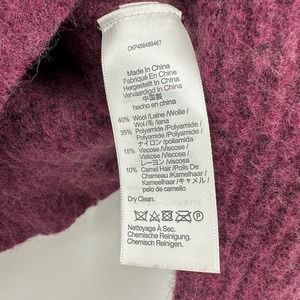 CKP458489467
Made In China
Fabriqué En Chine
Hergestellt In China
Vervaardigd In China
中国製
hecho en china
40% Wool/Laine/Wolle/
Wol/毛/lana
35% Polyamide/Polyamide/
Polyamid/Polyamide/
ナイロン/poliamida
15% Viscose/Viscose/
Viskose/Viscose/
レーヨン/viscosa
10% Camel Hair/Poils De
Chameau/Kamelhaar/
Kameelhaar/キャメル/
pelo de camello
Dry Clean.
Nettoyage À Sec.
Chemische Reinigung.
Chemisch Reinigen.